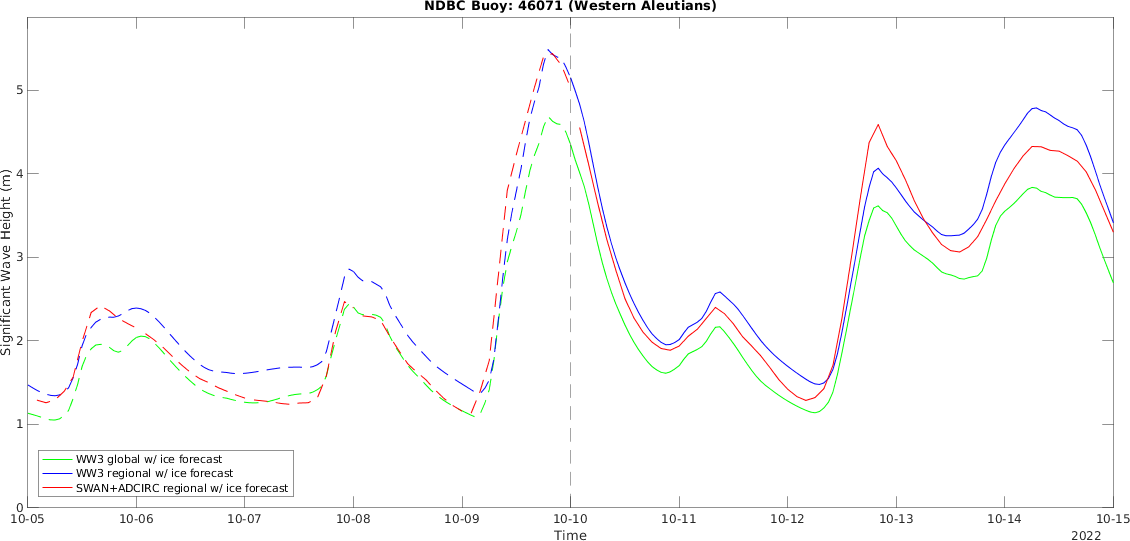 NDBC Buoy: 46071 (Western Aleutians)
Significant Wave Height (m)
5
4
3
2
1
0
WW3 global w/ ice forecast
WW3 regional w/ ice forecast
SWAN+ADCIRC regional w/ ice forecast
10-05 10-06 10-07 10-08 10-09 10-10 10-11 10-12 10-13 10-14 10-15
Time
2022